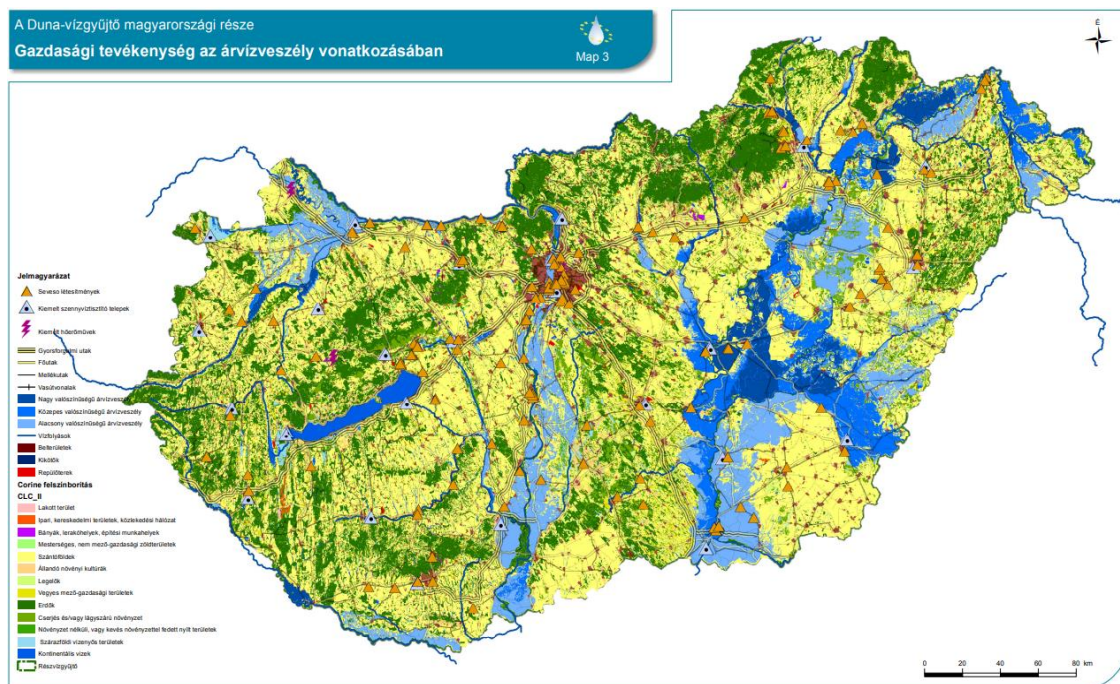 A Duna-vízgyűjtő magyarországi része
Gazdasági tevékenység az árvízveszély vonatkozásában
Map 3
É
Jelmagyarázat
Seveso létesítmények
Kiemelt szennyvíztisztító telepek
Kiemelt hőerőművek
Gyorsforgalmi utak
Főutak
Mellékutak
Vasútvonalak
Nagy valószínűségű árvízveszély
Közepes valószínűségű árvízveszély
Alacsony valószínűségű árvízveszély
Vízfolyások
Belterületek
Kikötők
Repülőterek
Corine felszínborítás
CLC_II
Lakott terület
Ipari, kereskedelmi területek, közlekedési hálózat
Bányák, lerakóhelyek, építési munkahelyek
Mesterséges, nem mező-gazdasági zöldterületek
Szántóföldek
Állandó növényi kultúrák
Legelők
Vegyes mező-gazdasági területek
Erdők
Cserjés és/vagy lágyszárú növényzet
Növényzet nélküli, vagy kevés növényzettel fedett nyílt területek
Szárazföldi vizenyős területek
Kontinentális vizek
Részvízgyűjtő
0 20 40 60 80 km